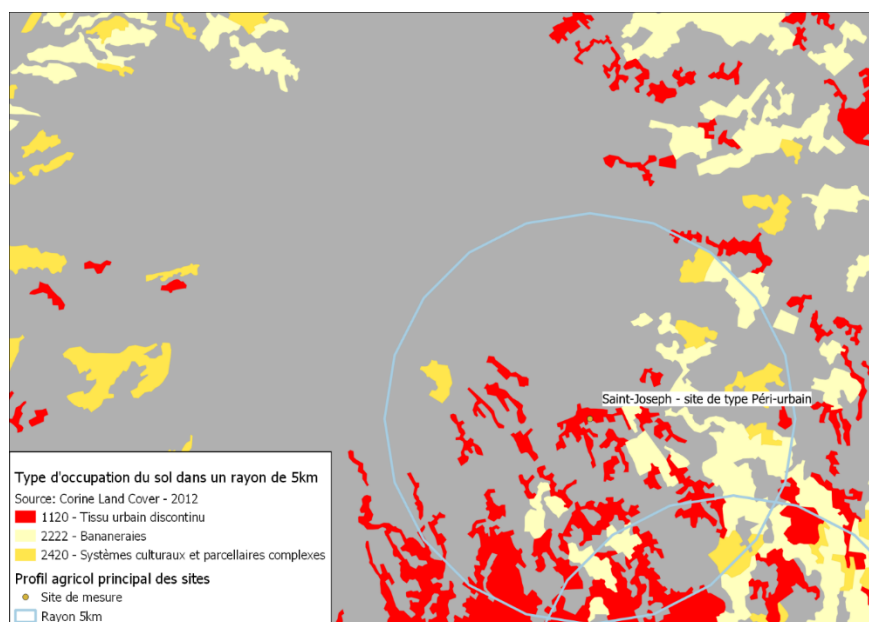 Saint-Joseph - site de type Péri-urbain
Type d'occupation du sol dans un rayon de 5km
Source: Corine Land Cover - 2012
1120 - Tissu urbain discontinu
2222 - Bananeraies
2420 - Systèmes culturaux et parcellaires complexes
Profil agricol principal des sites
Site de mesure
Rayon 5km